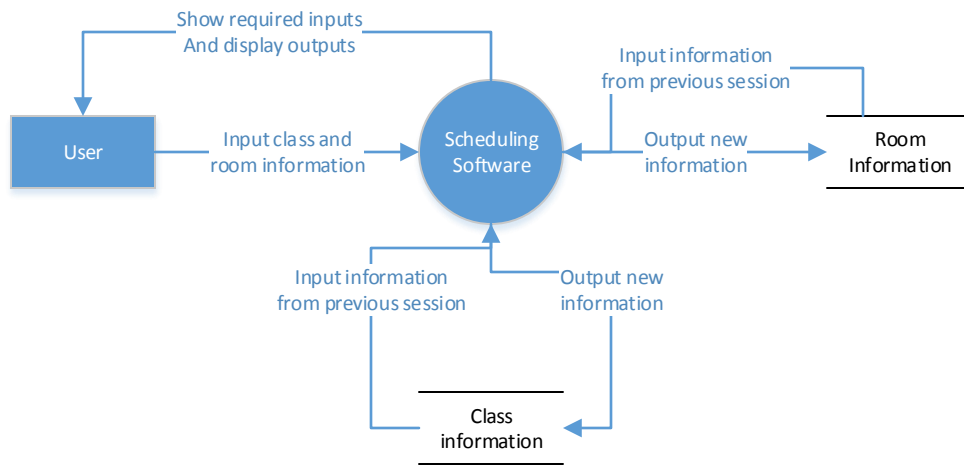 Show required inputs
And display outputs
Input information
from previous session
User
Input class and
room information
Scheduling
Software
Output new
information
Room
Information
Input information
from previous session
Output new
information
Class
information